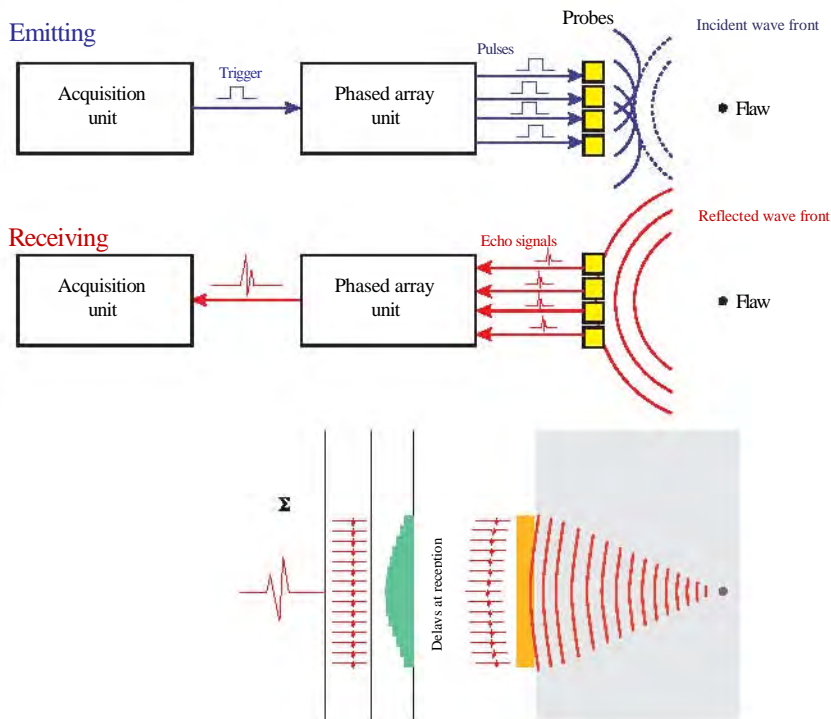 Emitting
Probes
Incident wave front
Trigger
Pulses
Acquisition
unit
Phased array
unit
Flaw
Receiving
Reflected wave front
Echo signals
Acquisition
unit
Phased array
unit
Flaw
Σ
Delays at reception